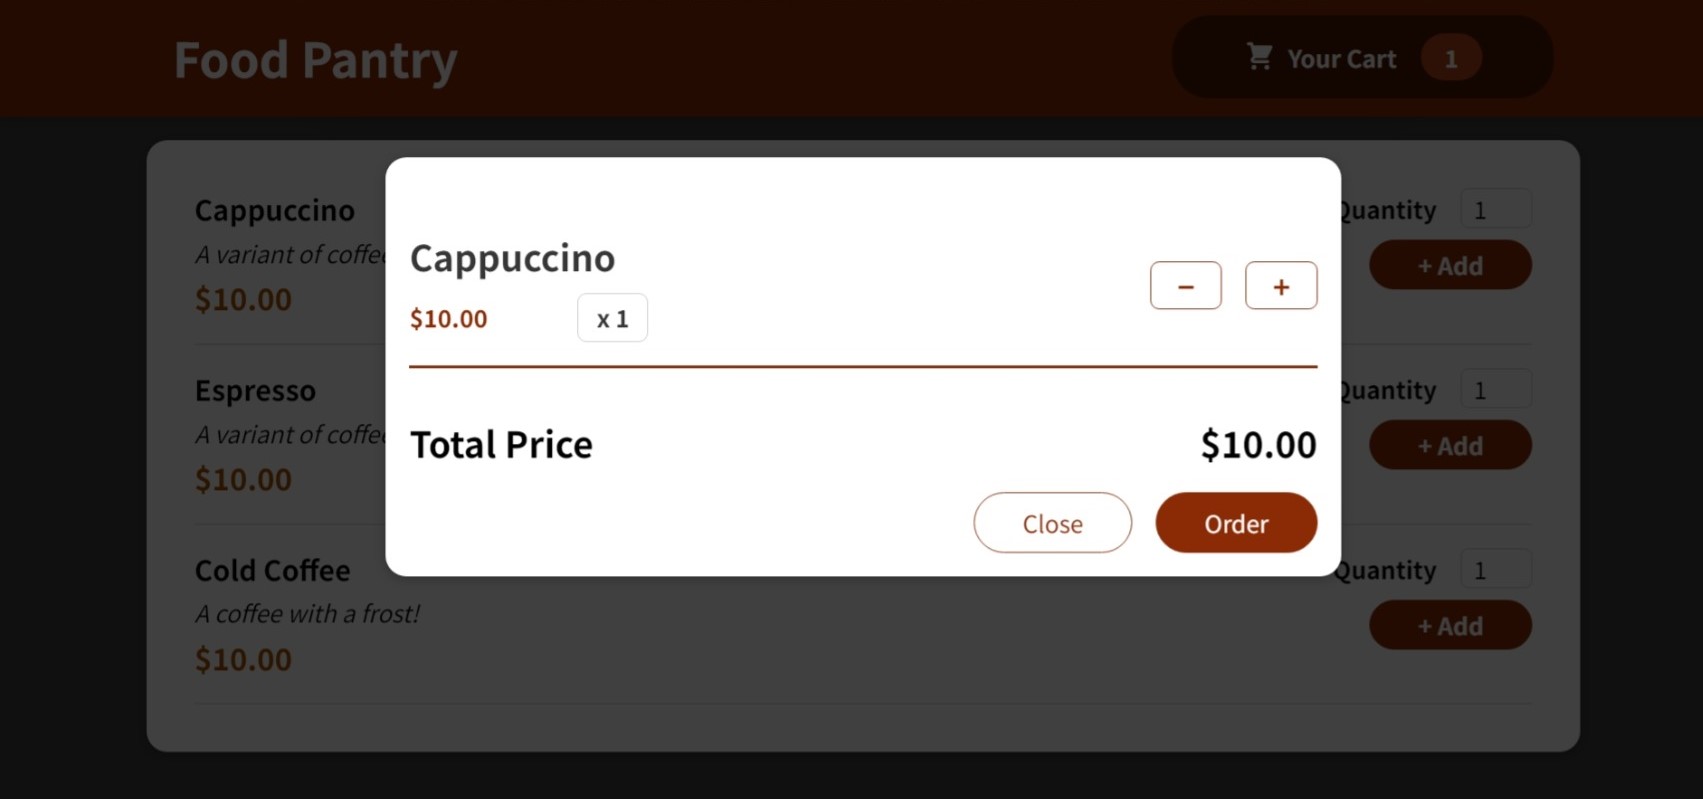 Food Pantry
Your Cart 1
Cappuccino
A variant of coffe
$10.00
Quantity 1
+ Add
Espresso
A variant of coffe
$10.00
Quantity 1
+ Add
Cold Coffee
A coffee with a frost!
$10.00
Quantity 1
+ Add
Cappuccino
$10.00 x 1
− +
Total Price $10.00
Close Order